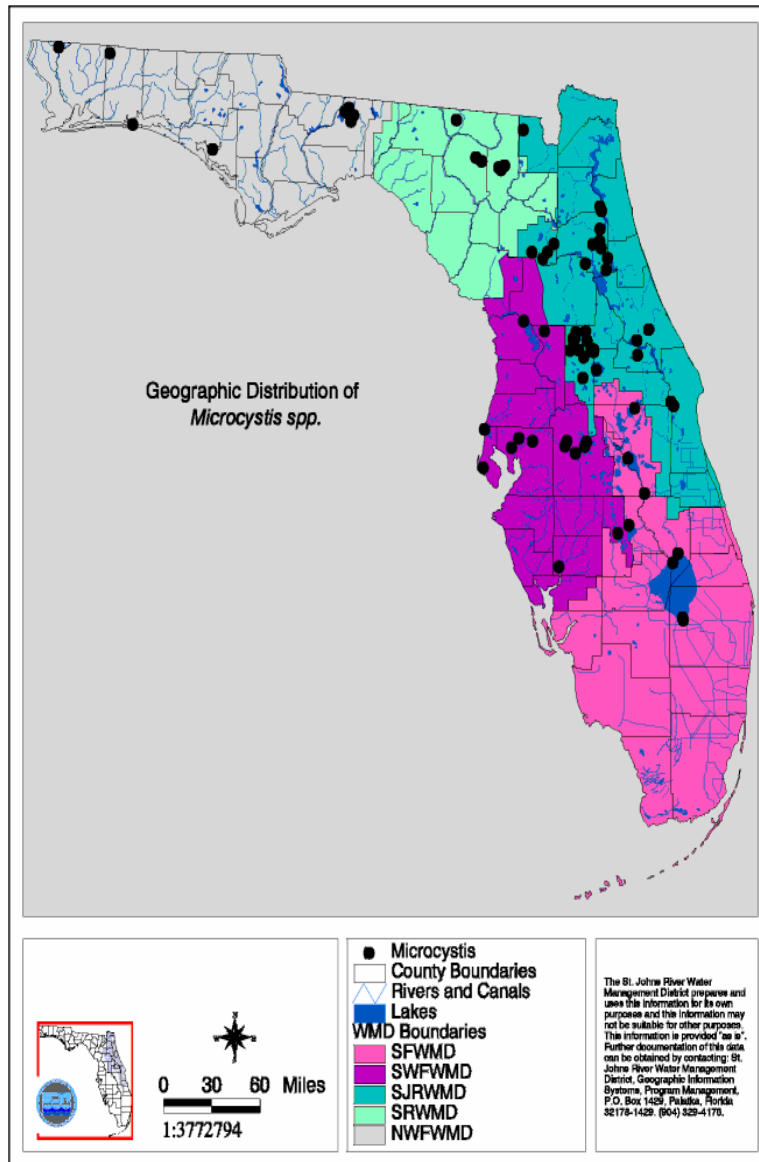 Geographic Distribution of
Microcystis spp.
0 30 60 Miles
1:3772794
Microcystis
County Boundaries
Rivers and Canals
Lakes
WMD Boundaries
SFWMD
SWFWMD
SJRWMD
SRWMD
NWFWMD
The St. Johns River Water
Management District prepares and
uses this information for its own
purposes and this information may
not be suitable for other purposes.
This information is provided "as is".
Further documentation of this data
can be obtained by contacting: St.
Johns River Water Management
District, Geographic Information
Systems, Program Management,
P.O. Box 1429, Palatka, Florida
32178-1429. (904) 329-4176.